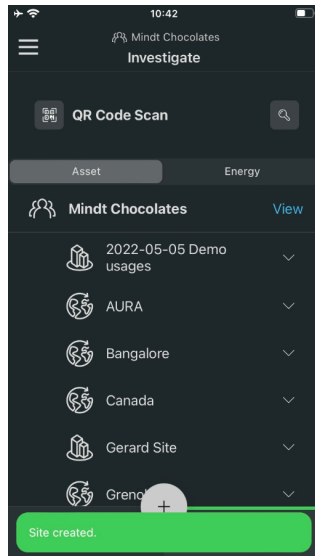 10:42
Mindt Chocolates
Investigate
QR Code Scan
Asset
Energy
Mindt Chocolates
View
2022-05-05 Demo
usages
AURA
Bangalore
Canada
Gerard Site
+
Site created.